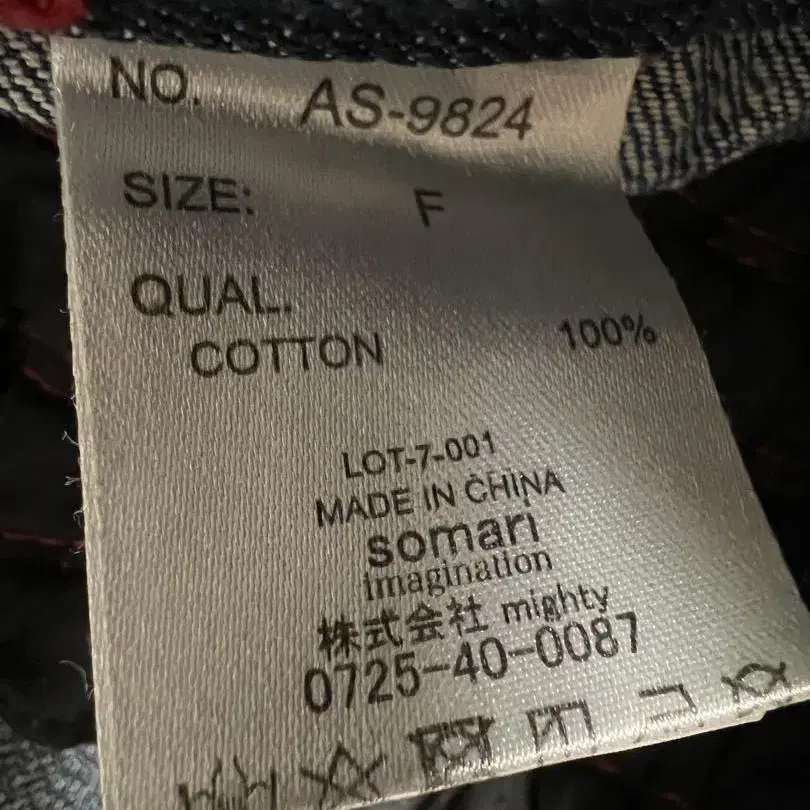 NO. AS-9824
SIZE: F
QUAL.
COTTON 100%
LOT-7-001
MADE IN CHINA
somari
imagination
株式会社 mighty
0725-40-0087